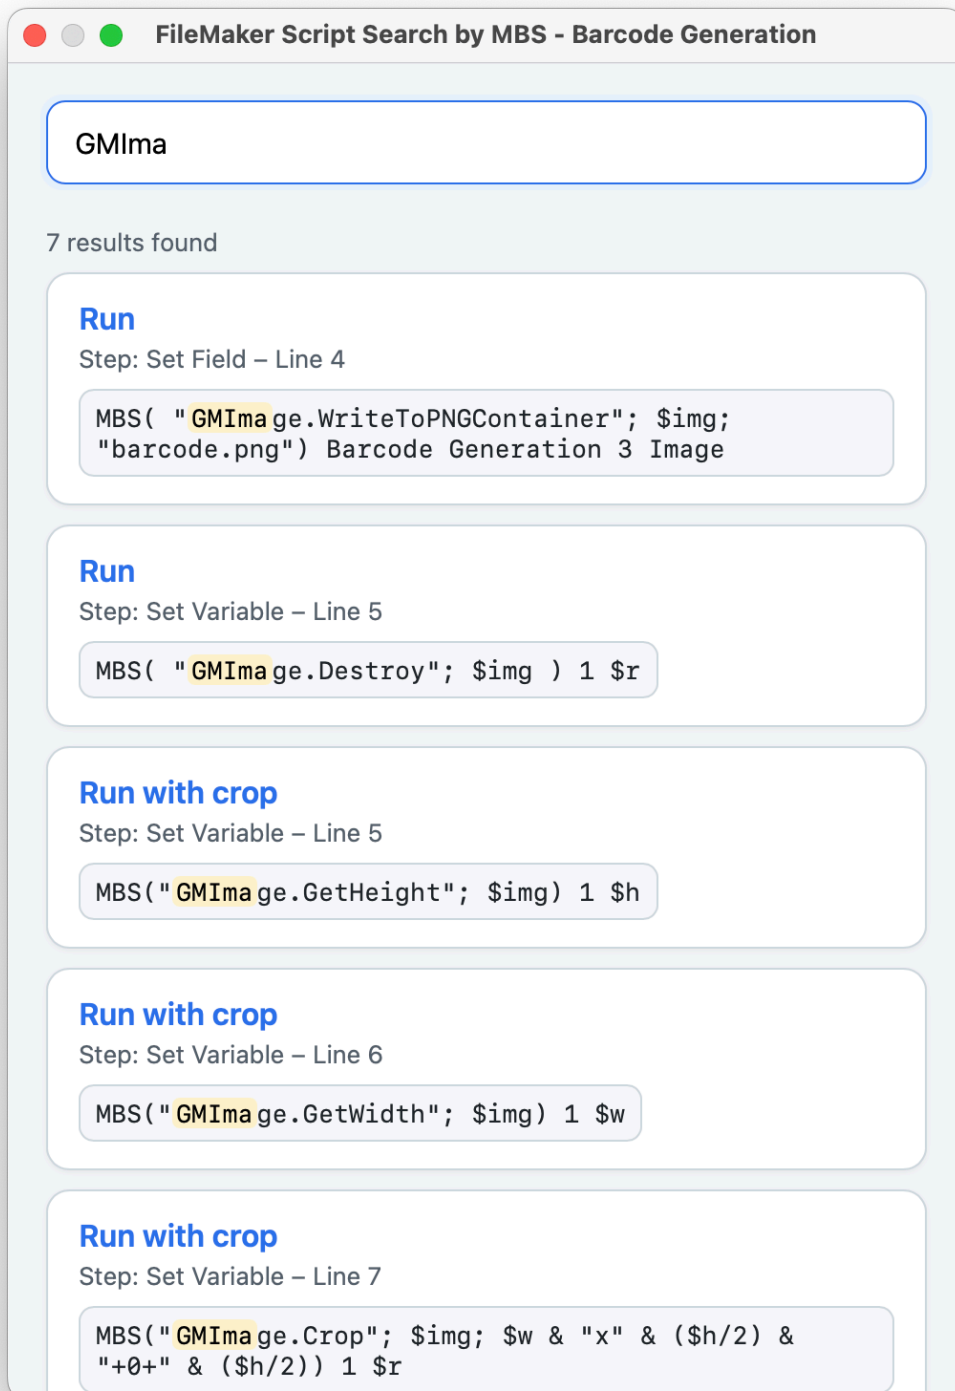 FileMaker Script Search by MBS - Barcode Generation
GMIma
7 results found
Run
Step: Set Field – Line 4
MBS( "GMImage.WriteToPNGContainer"; $img;
"barcode.png") Barcode Generation 3 Image
Run
Step: Set Variable – Line 5
MBS( "GMImage.Destroy"; $img ) 1 $r
Run with crop
Step: Set Variable – Line 5
MBS("GMImage.GetHeight"; $img) 1 $h
Run with crop
Step: Set Variable – Line 6
MBS("GMImage.GetWidth"; $img) 1 $w
Run with crop
Step: Set Variable – Line 7
MBS("GMImage.Crop"; $img; $w & "x" & ($h/2) &
"+0+" & ($h/2)) 1 $r